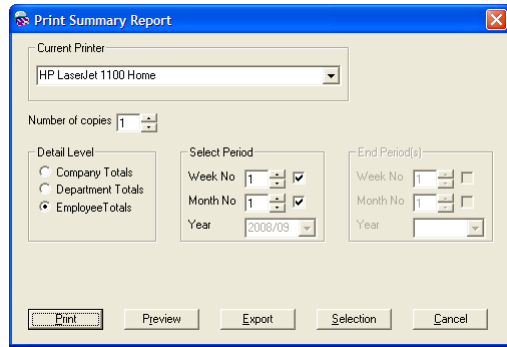 Print Summary Report
Current Printer
HP LaserJet 1100 Home
Number of copies 1
Detail Level
Company Totals
Department Totals
EmployeeTotals
Select Period
Week No 1
Month No 1
Year 2008/09
End Period(s)
Week No 1
Month No 1
Year
Print Preview Export Selection Cancel